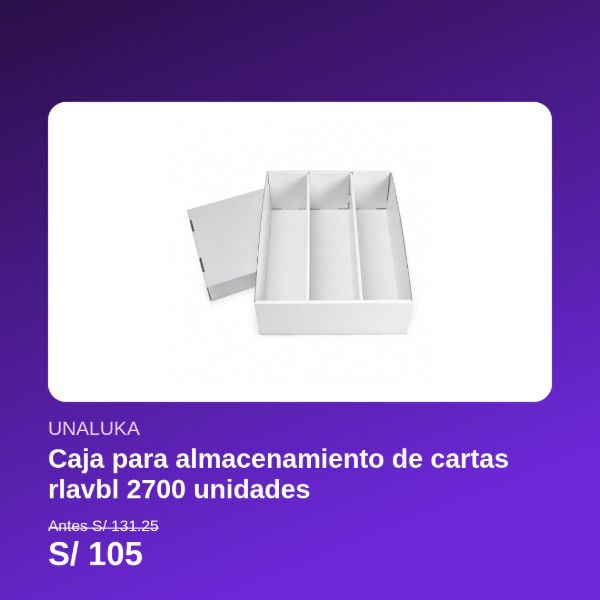 UNALUKA
Caja para almacenamiento de cartas
rlavbl 2700 unidades
Antes S/ 131.25
S/ 105